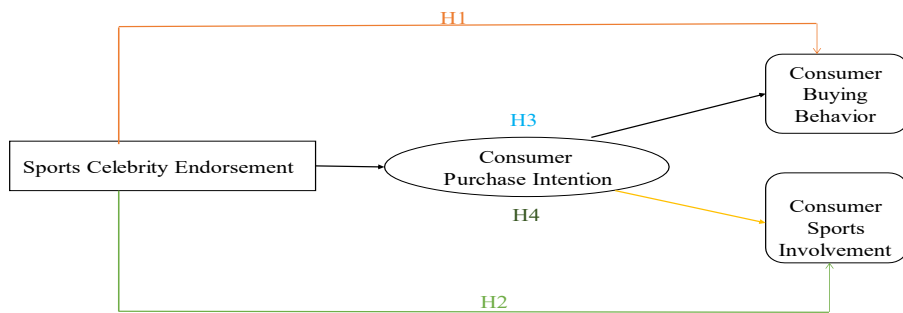 H1
Consumer
Buying
Behavior
H3
Sports Celebrity Endorsement
Consumer
Purchase Intention
H4
Consumer
Sports
Involvement
H2